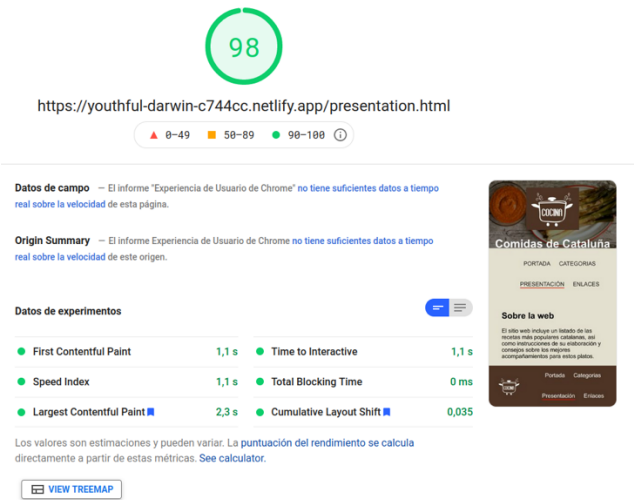 98
https://youthful-darwin-c744cc.netlify.app/presentation.html
0–49 50–89 90–100
Datos de campo — El informe "Experiencia de Usuario de Chrome" no tiene suficientes datos a tiempo
real sobre la velocidad de esta página.
Origin Summary — El informe Experiencia de Usuario de Chrome no tiene suficientes datos a tiempo
real sobre la velocidad de este origen.
Datos de experimentos
First Contentful Paint 1,1 s Time to Interactive 1,1 s
Speed Index 1,1 s Total Blocking Time 0 ms
Largest Contentful Paint 2,3 s Cumulative Layout Shift 0,035
Los valores son estimaciones y pueden variar. La puntuación del rendimiento se calcula
directamente a partir de estas métricas. See calculator.
VIEW TREEMAP
COCINA
Comidas de Cataluña
PORTADA CATEGORIAS
PRESENTACIÓN ENLACES
Sobre la web
El sitio web incluye un listado de las
recetas más populares catalanas, así
como instrucciones de su elaboración y
consejos sobre los mejores
acompañamientos para estos platos.
Portada Categorias
Presentación Enlaces